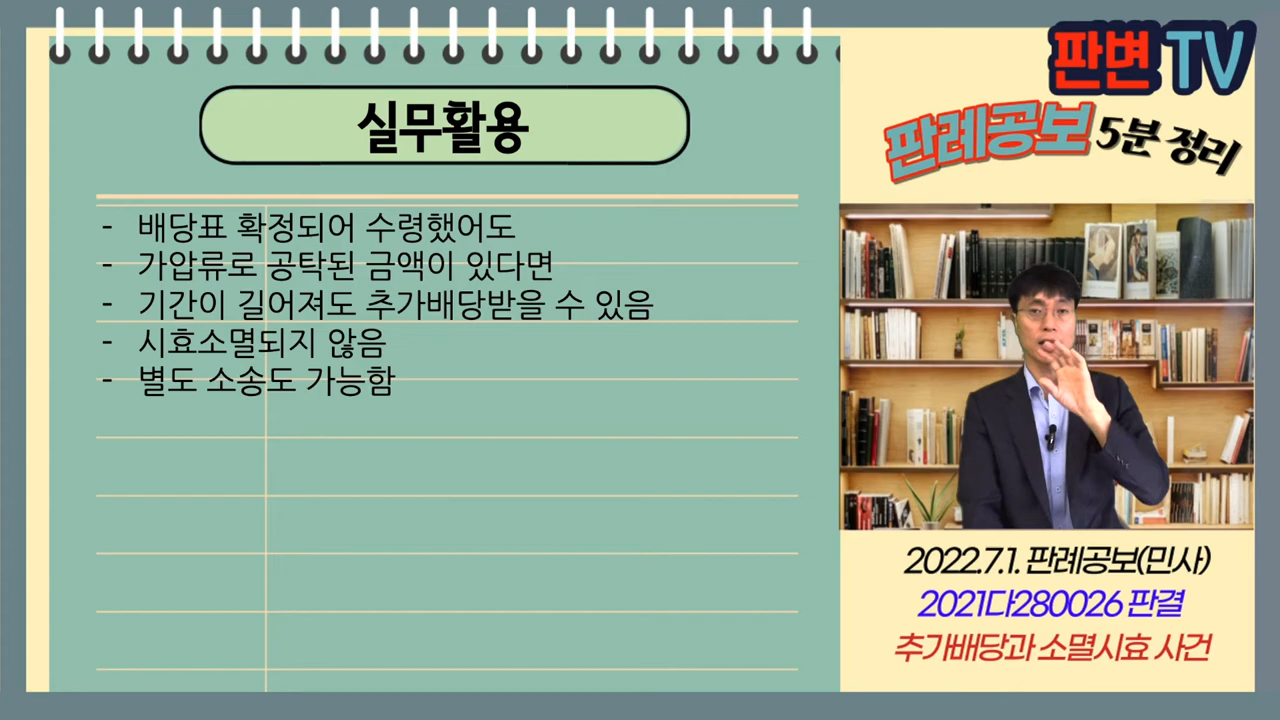 실무활용
- 배당표 확정되어 수령했어도
- 가압류로 공탁된 금액이 있다면
- 기간이 길어져도 추가배당받을 수 있음
- 시효소멸되지 않음
- 별도 소송도 가능함
판변 TV
판례공보 5분 정리
2022.7.1. 판례공보(민사)
2021다280026 판결
추가배당과 소멸시효 사건